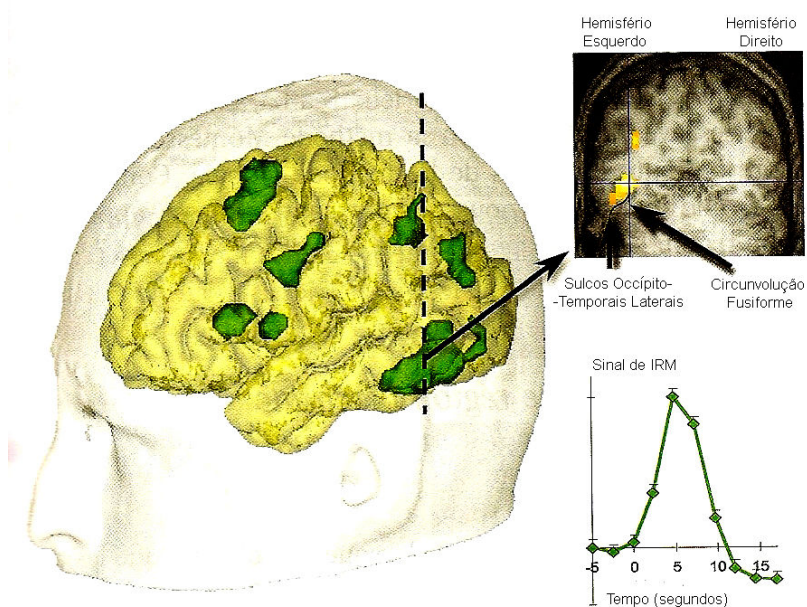 Hemisfério
Esquerdo
Hemisfério
Direito
Sulcos Occípito-
-Temporais Laterais
Circunvolução
Fusiforme
Sinal de IRM
-5
0
5
10
15
Tempo (segundos)